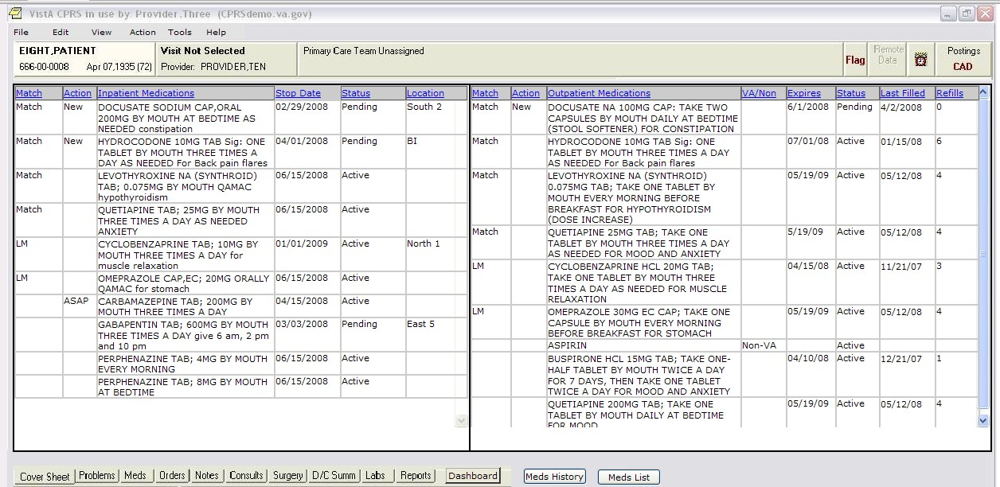 VistA CPRS in use by: Provider,Three (CPRSdemo.va.gov)
File Edit View Action Tools Help
EIGHT,PATIENT Visit Not Selected Primary Care Team Unassigned Flag Remote Data Postings
666-00-0008 Apr 07,1935 (72) Provider: PROVIDER,TEN CAD
Match Action Inpatient Medications Stop Date Status Location
Match New DOCUSATE SODIUM CAP,ORAL 02/29/2008 Pending South 2
200MG BY MOUTH AT BEDTIME AS
NEEDED constipation
Match New HYDROCODONE 10MG TAB Sig: ONE 04/01/2008 Pending BI
TABLET BY MOUTH THREE TIMES A
DAY AS NEEDED For Back pain flares
Match LEVOTHYROXINE NA (SYNTHROID) 06/15/2008 Active
TAB; 0.075MG BY MOUTH QAMAC
hypothyroidism
Match QUETIAPINE TAB; 25MG BY MOUTH 06/15/2008 Active
THREE TIMES A DAY AS NEEDED
ANXIETY
LM CYCLOBENZAPRINE TAB; 10MG BY 01/01/2009 Active North 1
MOUTH THREE TIMES A DAY for
muscle relaxation
LM OMEPRAZOLE CAP,EC; 20MG ORALLY 06/15/2008 Active
QAMAC for stomach
ASAP CARBAMAZEPINE TAB; 200MG BY 04/15/2008 Active
MOUTH THREE TIMES A DAY
GABAPENTIN TAB; 600MG BY MOUTH 03/03/2008 Pending East 5
THREE TIMES A DAY give 6 am, 2 pm
and 10 pm
PERPHENAZINE TAB; 4MG BY MOUTH 06/15/2008 Active
EVERY MORNING
PERPHENAZINE TAB; 8MG BY MOUTH 06/15/2008 Active
AT BEDTIME
Match Action Outpatient Medications VA/Non Expires Status Last Filled Refills
Match New DOCUSATE NA 100MG CAP: TAKE TWO 6/1/2008 Pending 4/2/2008 0
CAPSULES BY MOUTH DAILY AT BEDTIME
(STOOL SOFTENER) FOR CONSTIPATION
Match HYDROCODONE 10MG TAB Sig: ONE 07/01/08 Active 01/15/08 6
TABLET BY MOUTH THREE TIMES A
DAY AS NEEDED For Back pain flares
Match LEVOTHYROXINE NA (SYNTHROID) 05/19/09 Active 05/12/08 4
0.075MG TAB; TAKE ONE TABLET BY
MOUTH EVERY MORNING BEFORE
BREAKFAST FOR HYPOTHYROIDISM
(DOSE INCREASE)
Match QUETIAPINE 25MG TAB; TAKE ONE 5/19/09 Active 05/12/08 4
TABLET BY MOUTH THREE TIMES A DAY
AS NEEDED FOR MOOD AND ANXIETY
LM CYCLOBENZAPRINE HCL 20MG TAB; 04/15/08 Active 11/21/07 3
TAKE ONE TABLET BY MOUTH THREE
TIMES A DAY AS NEEDED FOR MUSCLE
RELAXATION
LM OMEPRAZOLE 30MG EC CAP; TAKE ONE 05/19/09 Active 05/12/08 4
CAPSULE BY MOUTH EVERY MORNING
BEFORE BREAKFAST FOR STOMACH
ASPIRIN Non-VA Active
BUSPIRONE HCL 15MG TAB; TAKE ONE- 04/10/08 Active 12/21/07 1
HALF TABLET BY MOUTH TWICE A DAY
FOR 7 DAYS, THEN TAKE ONE TABLET
TWICE A DAY FOR MOOD AND ANXIETY
QUETIAPINE 200MG TAB; TAKE ONE 05/19/09 Active 05/12/08 4
TABLET BY MOUTH DAILY AT BEDTIME
FOR MOOD
Cover Sheet Problems Meds Orders Notes Consults Surgery D/C Summ Labs Reports Dashboard Meds History Meds List